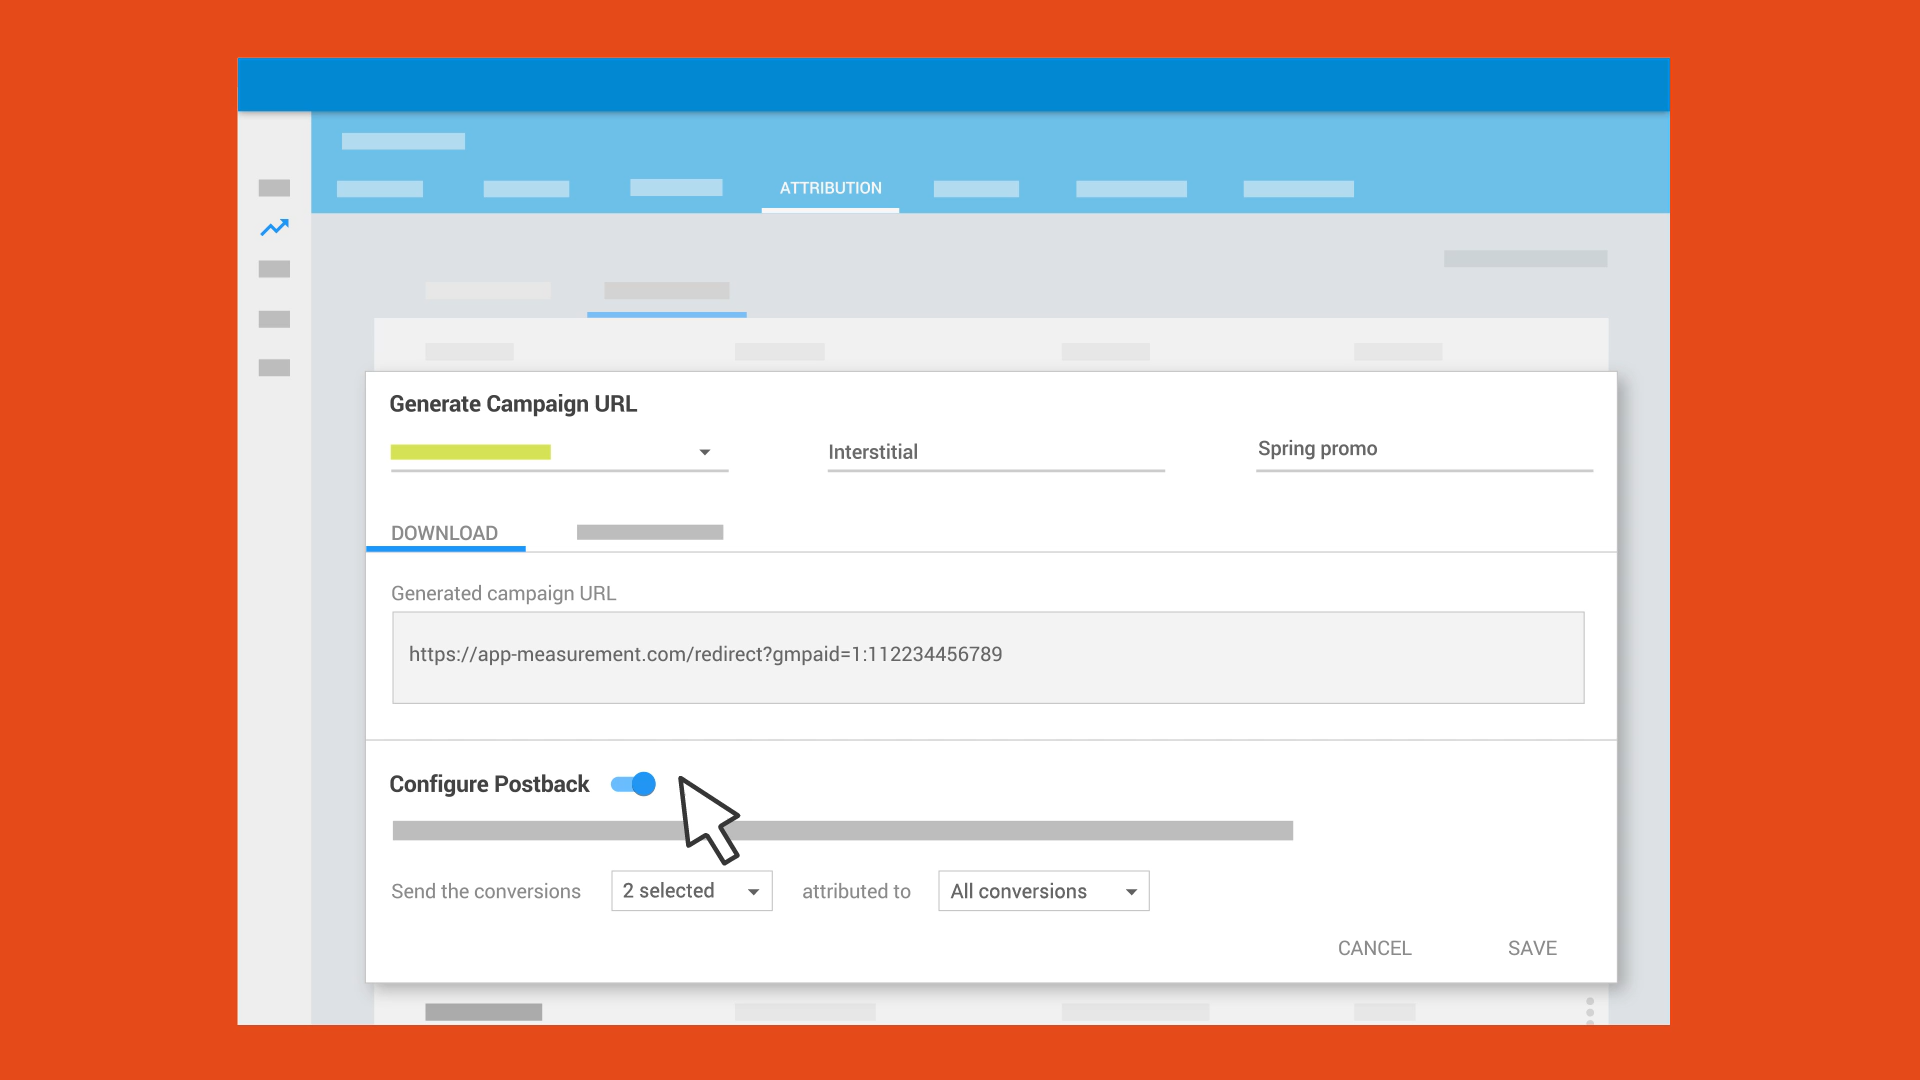 ATTRIBUTION
Generate Campaign URL
Interstitial
Spring promo
DOWNLOAD
Generated campaign URL
https://app-measurement.com/redirect?gmpaid=1:112234456789
Configure Postback
Send the conversions 2 selected attributed to All conversions
CANCEL SAVE